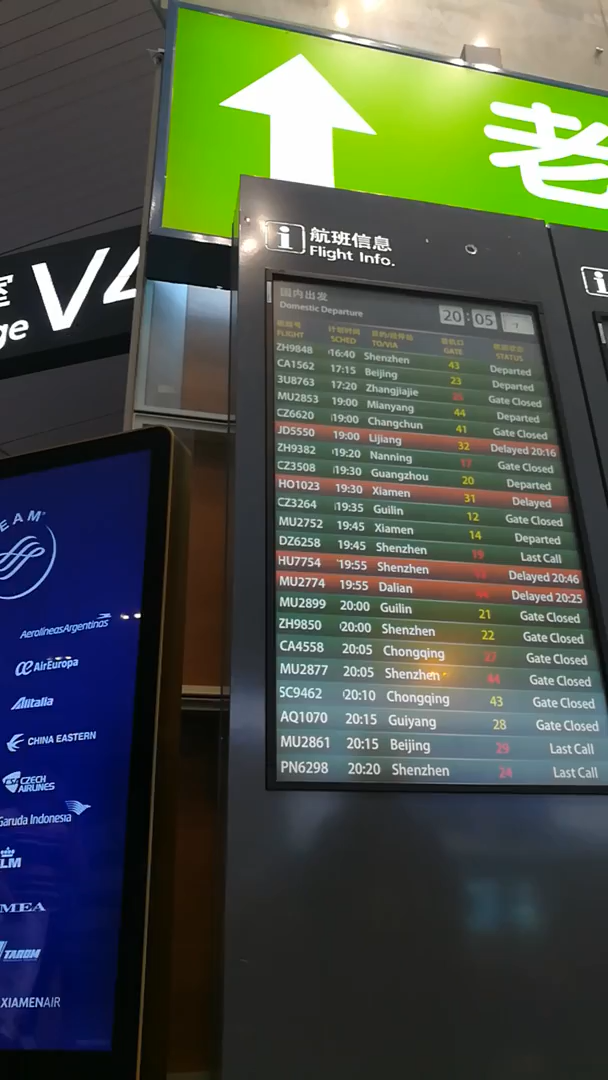 老
室
ge V4
i 航班信息
Flight Info.
i
国内出发
Domestic Departure
20:05
航班号 计划时间 目的/经停站 登机口 航班状态
FLIGHT SCHED TO/VIA GATE STATUS
ZH9848 16:40 Shenzhen 43 Departed
CA1562 17:15 Beijing 23 Departed
3U8763 17:20 Zhangjiajie Gate Closed
MU2853 19:00 Mianyang 44 Departed
CZ6620 19:00 Changchun 41 Gate Closed
JD5550 19:00 Lijiang 32 Delayed 20:16
ZH9382 19:20 Nanning 17 Gate Closed
CZ3508 19:30 Guangzhou 20 Departed
HO1023 19:30 Xiamen 31 Delayed
CZ3264 19:35 Guilin 12 Gate Closed
MU2752 19:45 Xiamen 14 Departed
DZ6258 19:45 Shenzhen 19 Last Call
HU7754 19:55 Shenzhen Delayed 20:46
MU2774 19:55 Dalian Delayed 20:25
MU2899 20:00 Guilin 21 Gate Closed
ZH9850 20:00 Shenzhen 22 Gate Closed
CA4558 20:05 Chongqing 27 Gate Closed
MU2877 20:05 Shenzhen 44 Gate Closed
SC9462 20:10 Chongqing 43 Gate Closed
AQ1070 20:15 Guiyang 28 Gate Closed
MU2861 20:15 Beijing 29 Last Call
PN6298 20:20 Shenzhen 24 Last Call
EAM
Aerolíneas Argentinas
AirEuropa
Alitalia
CHINA EASTERN
CZECH
AIRLINES
Garuda Indonesia
LM
MEA
TAROM
XIAMENAIR